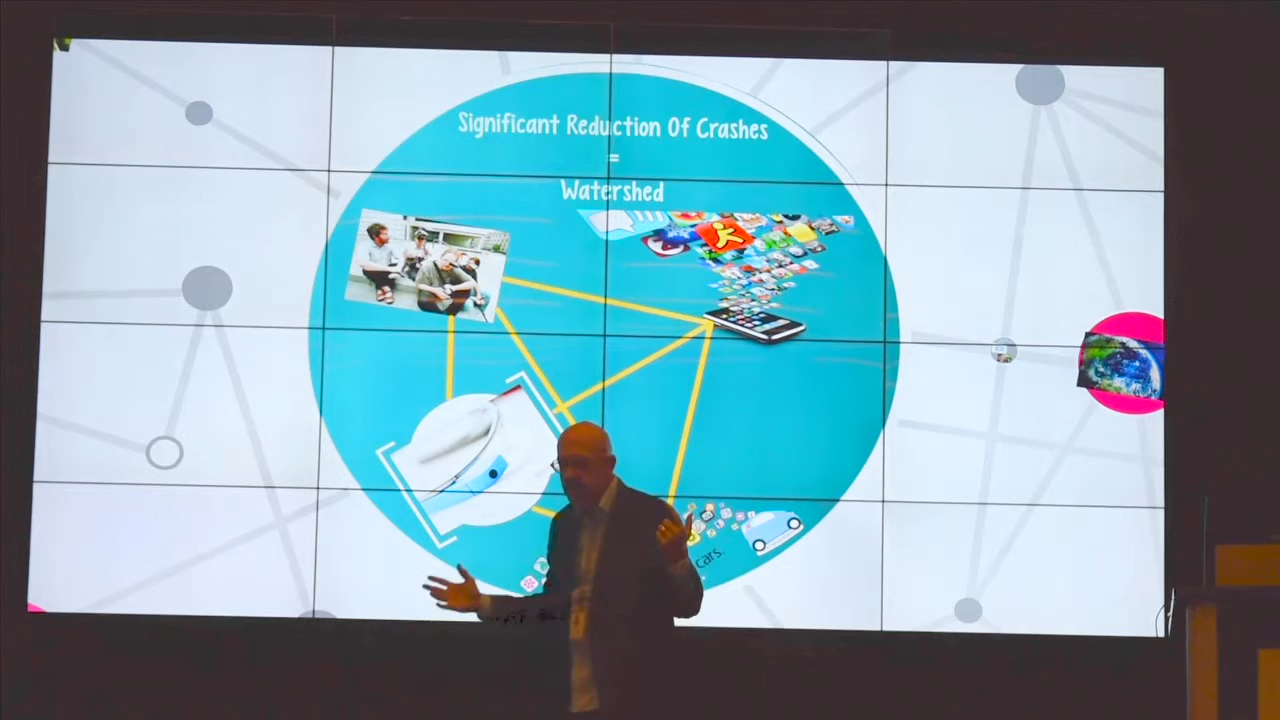 Significant Reduction Of Crashes
=
Watershed
cars.